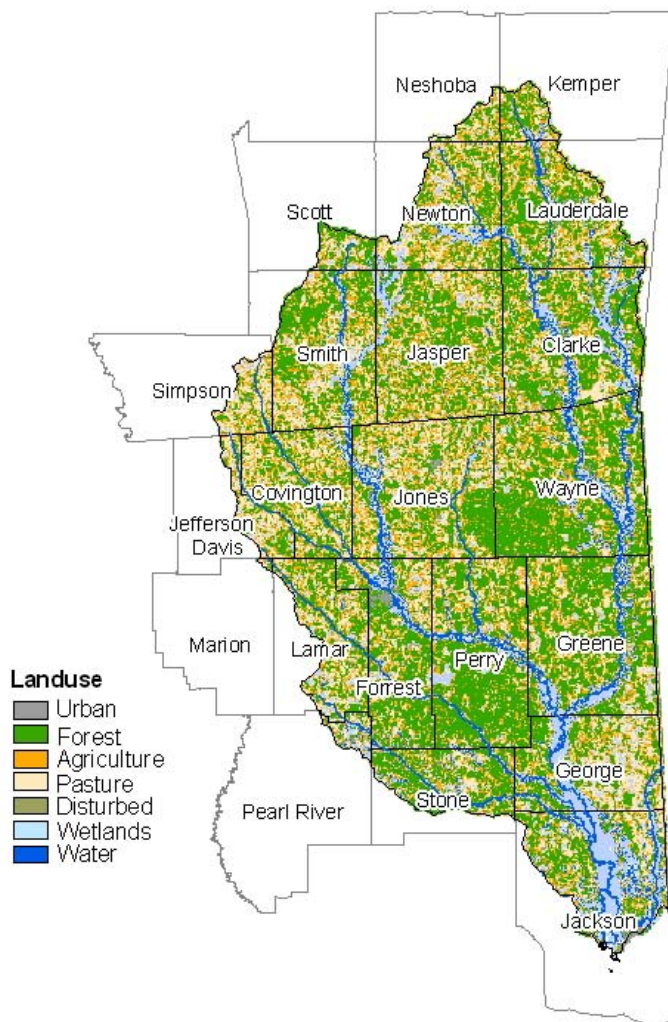 Neshoba
Kemper
Scott
Newton
Lauderdale
Smith
Jasper
Clarke
Simpson
Covington
Jones
Wayne
Jefferson
Davis
Marion
Lamar
Forrest
Perry
Greene
Landuse
Urban
Forest
Agriculture
Pasture
Disturbed
Wetlands
Water
Pearl River
Stone
George
Jackson